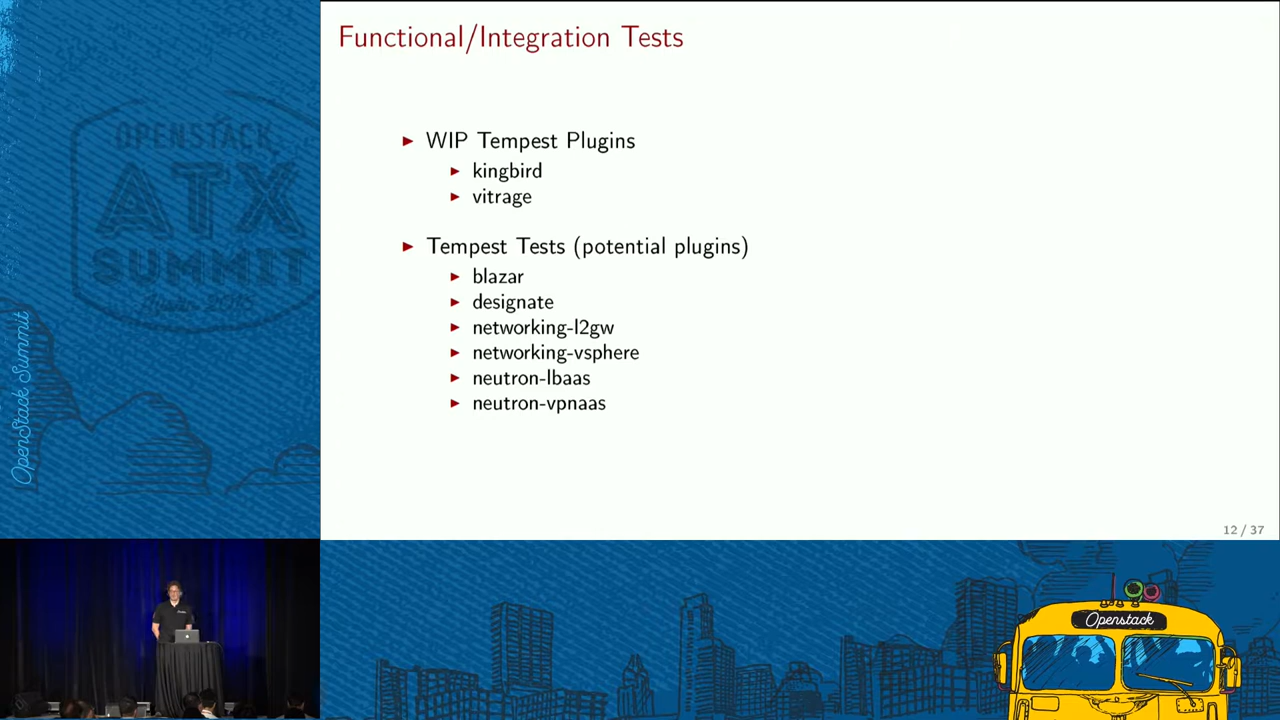 Functional/Integration Tests
WIP Tempest Plugins
kingbird
vitrage
Tempest Tests (potential plugins)
blazar
designate
networking-l2gw
networking-vsphere
neutron-lbaas
neutron-vpnaas
12 / 37
OPENSTACK
ATX
SUMMIT
OpenStack Summit
Openstack